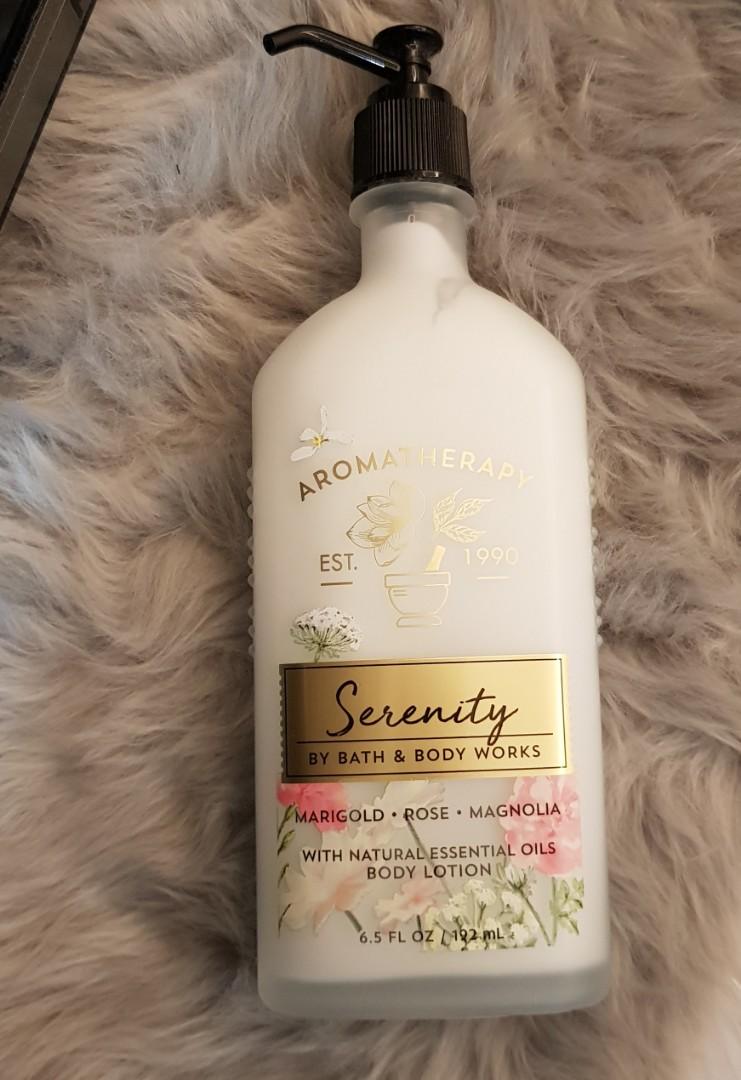 AROMATHERAPY
EST. 1990
Serenity
BY BATH & BODY WORKS
MARIGOLD • ROSE • MAGNOLIA
WITH NATURAL ESSENTIAL OILS
BODY LOTION
6.5 FL OZ / 192 mL